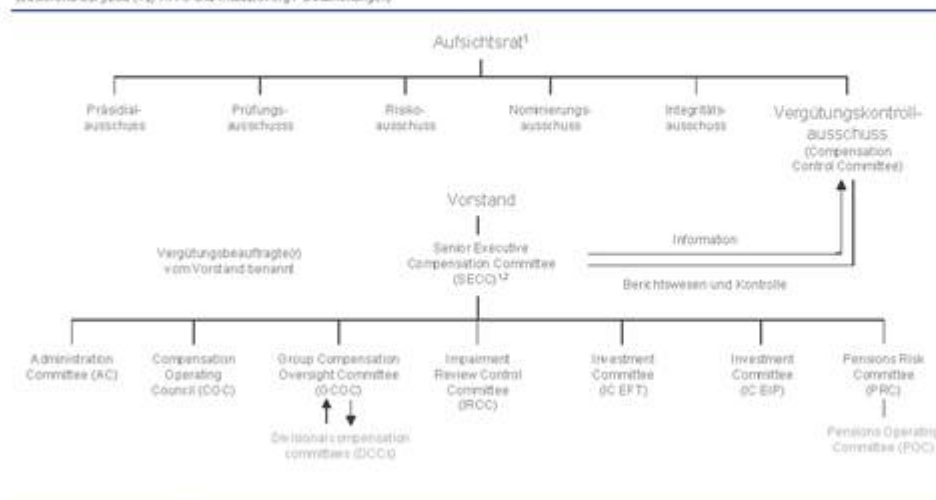 Aufsichtsrat¹
Präsidial-
ausschuss
Prüfungs-
ausschusss
Risiko-
ausschuss
Nominierungs-
ausschuss
Integritäts-
ausschuss
Vergütungskontroll-
ausschuss
(Compensation
Control Committee)
Vorstand
Vergütungsbeauftragte(r)
vom Vorstand benannt
Senior Executive
Compensation Committee
(SECC)¹,²
Information
Berichtswesen und Kontrolle
Administration
Committee (AC)
Compensation
Operating
Council (COC)
Group Compensation
Oversight Committee
(GCOC)
Impairment
Review Control
Committee
(IRCC)
Investment
Committee
(IC EFT)
Investment
Committee
(IC EIP)
Pensions Risk
Committee
(PRC)
Divisional compensation
committees (DCCs)
Pensions Operating
Committee (POC)